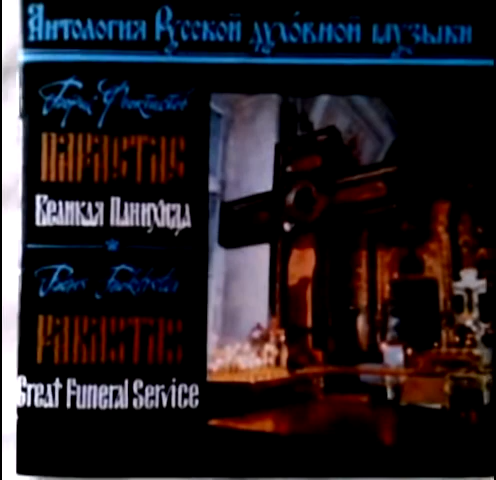 Антология Русской духовной музыки
ПАРАСТАС
Великая Панихида
PARASTAS
Great Funeral Service